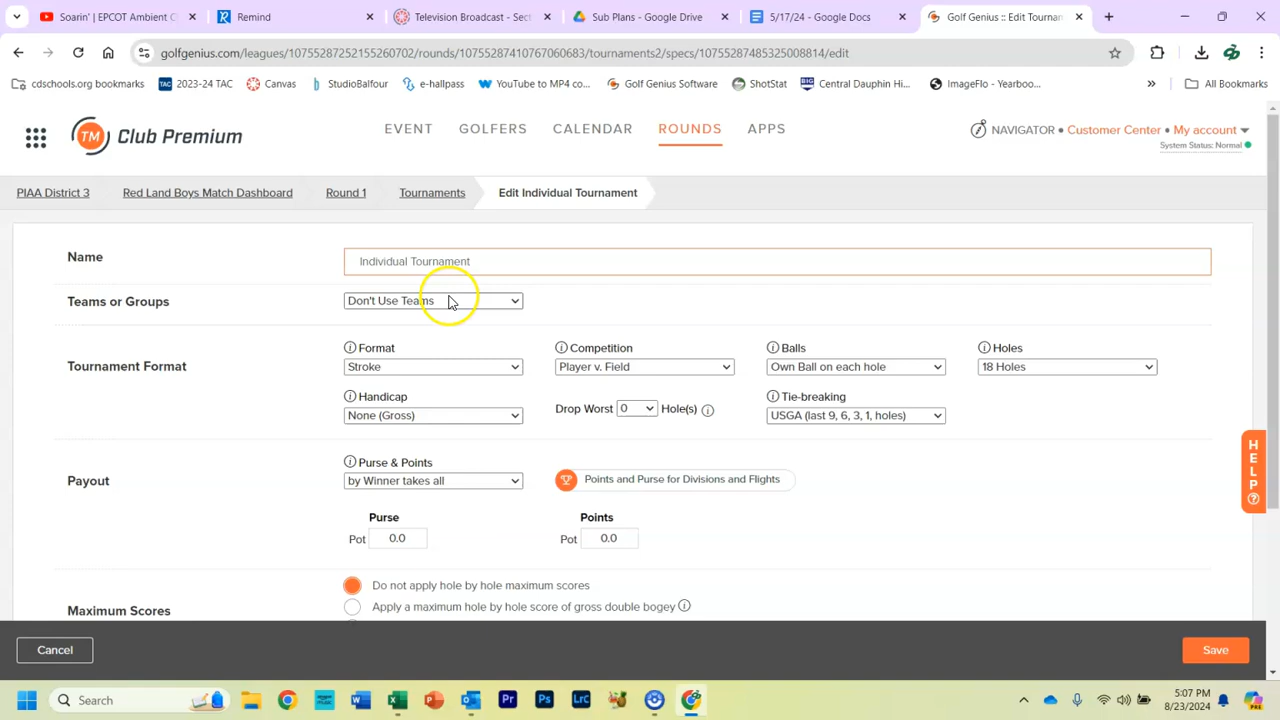 Soarin' | EPCOT Ambient C
Remind
Television Broadcast - Sec
Sub Plans - Google Drive
5/17/24 - Google Docs
Golf Genius :: Edit Tournam
golfgenius.com/leagues/10755287252155260702/rounds/10755287410767060683/tournaments2/specs/10755287485325008814/edit
cdschools.org bookmarks
2023-24 TAC
Canvas
StudioBalfour
e-hallpass
YouTube to MP4 co...
Golf Genius Software
ShotStat
Central Dauphin Hi...
ImageFlo - Yearboo...
All Bookmarks
TM Club Premium
EVENT GOLFERS CALENDAR ROUNDS APPS
NAVIGATOR • Customer Center • My account
System Status: Normal
PIAA District 3
Red Land Boys Match Dashboard
Round 1
Tournaments
Edit Individual Tournament
Name
Individual Tournament
Teams or Groups
Don't Use Teams
Tournament Format
Format
Competition
Balls
Holes
Stroke
Player v. Field
Own Ball on each hole
18 Holes
Handicap
Tie-breaking
None (Gross)
Drop Worst 0 Hole(s)
USGA (last 9, 6, 3, 1, holes)
HELP
Payout
Purse & Points
by Winner takes all
Points and Purse for Divisions and Flights
Purse
Points
Pot 0.0
Pot 0.0
Maximum Scores
Do not apply hole by hole maximum scores
Apply a maximum hole by hole score of gross double bogey
Cancel
Save
Search
5:07 PM
8/23/2024